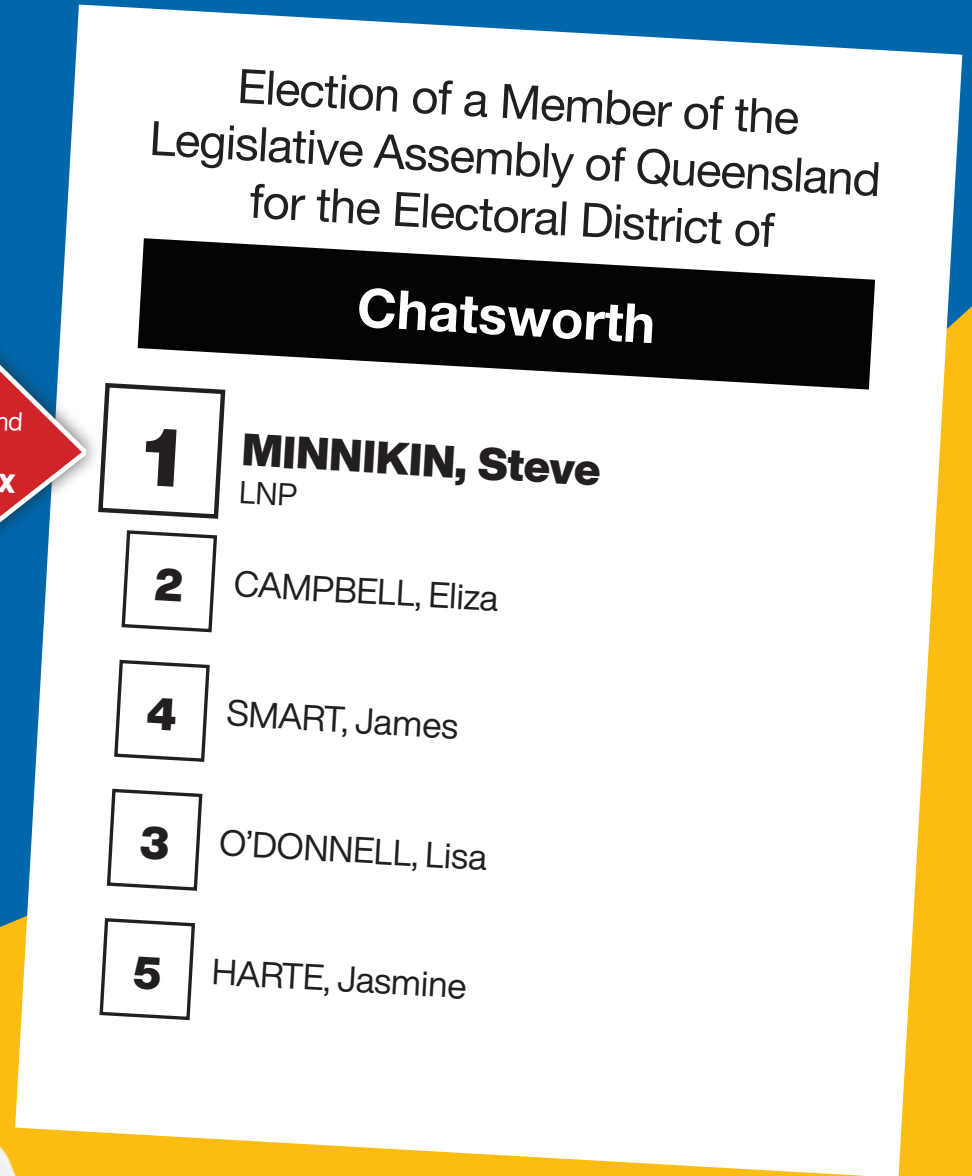 Election of a Member of the
Legislative Assembly of Queensland
for the Electoral District of
Chatsworth
1 MINNIKIN, Steve
LNP
2 CAMPBELL, Eliza
4 SMART, James
3 O'DONNELL, Lisa
5 HARTE, Jasmine